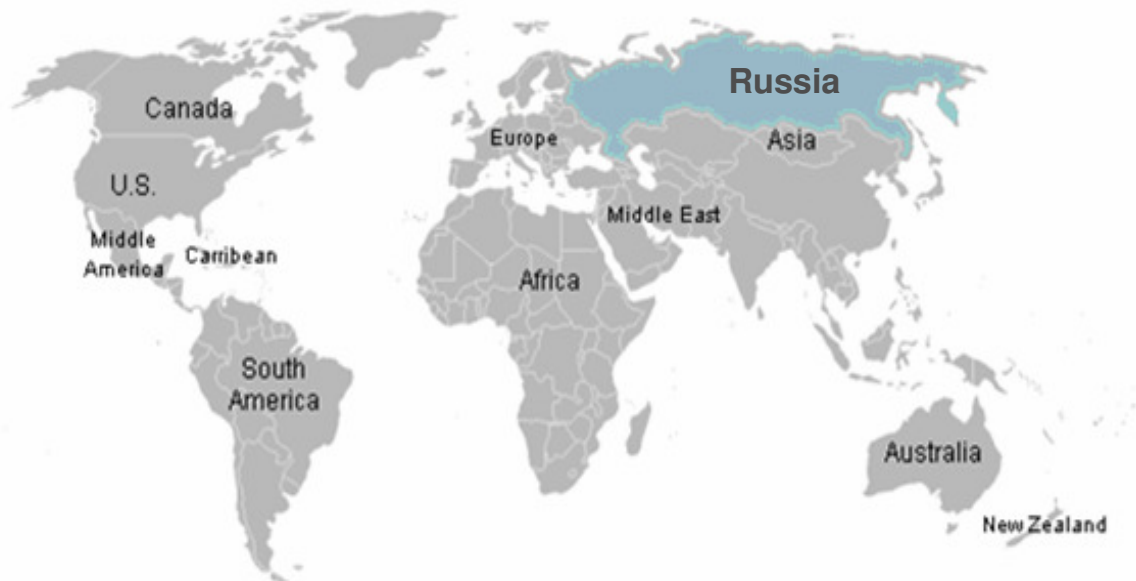 Russia
Canada
Europe
Asia
U.S.
Middle East
Middle
America
Carribean
Africa
South
America
Australia
New Zealand